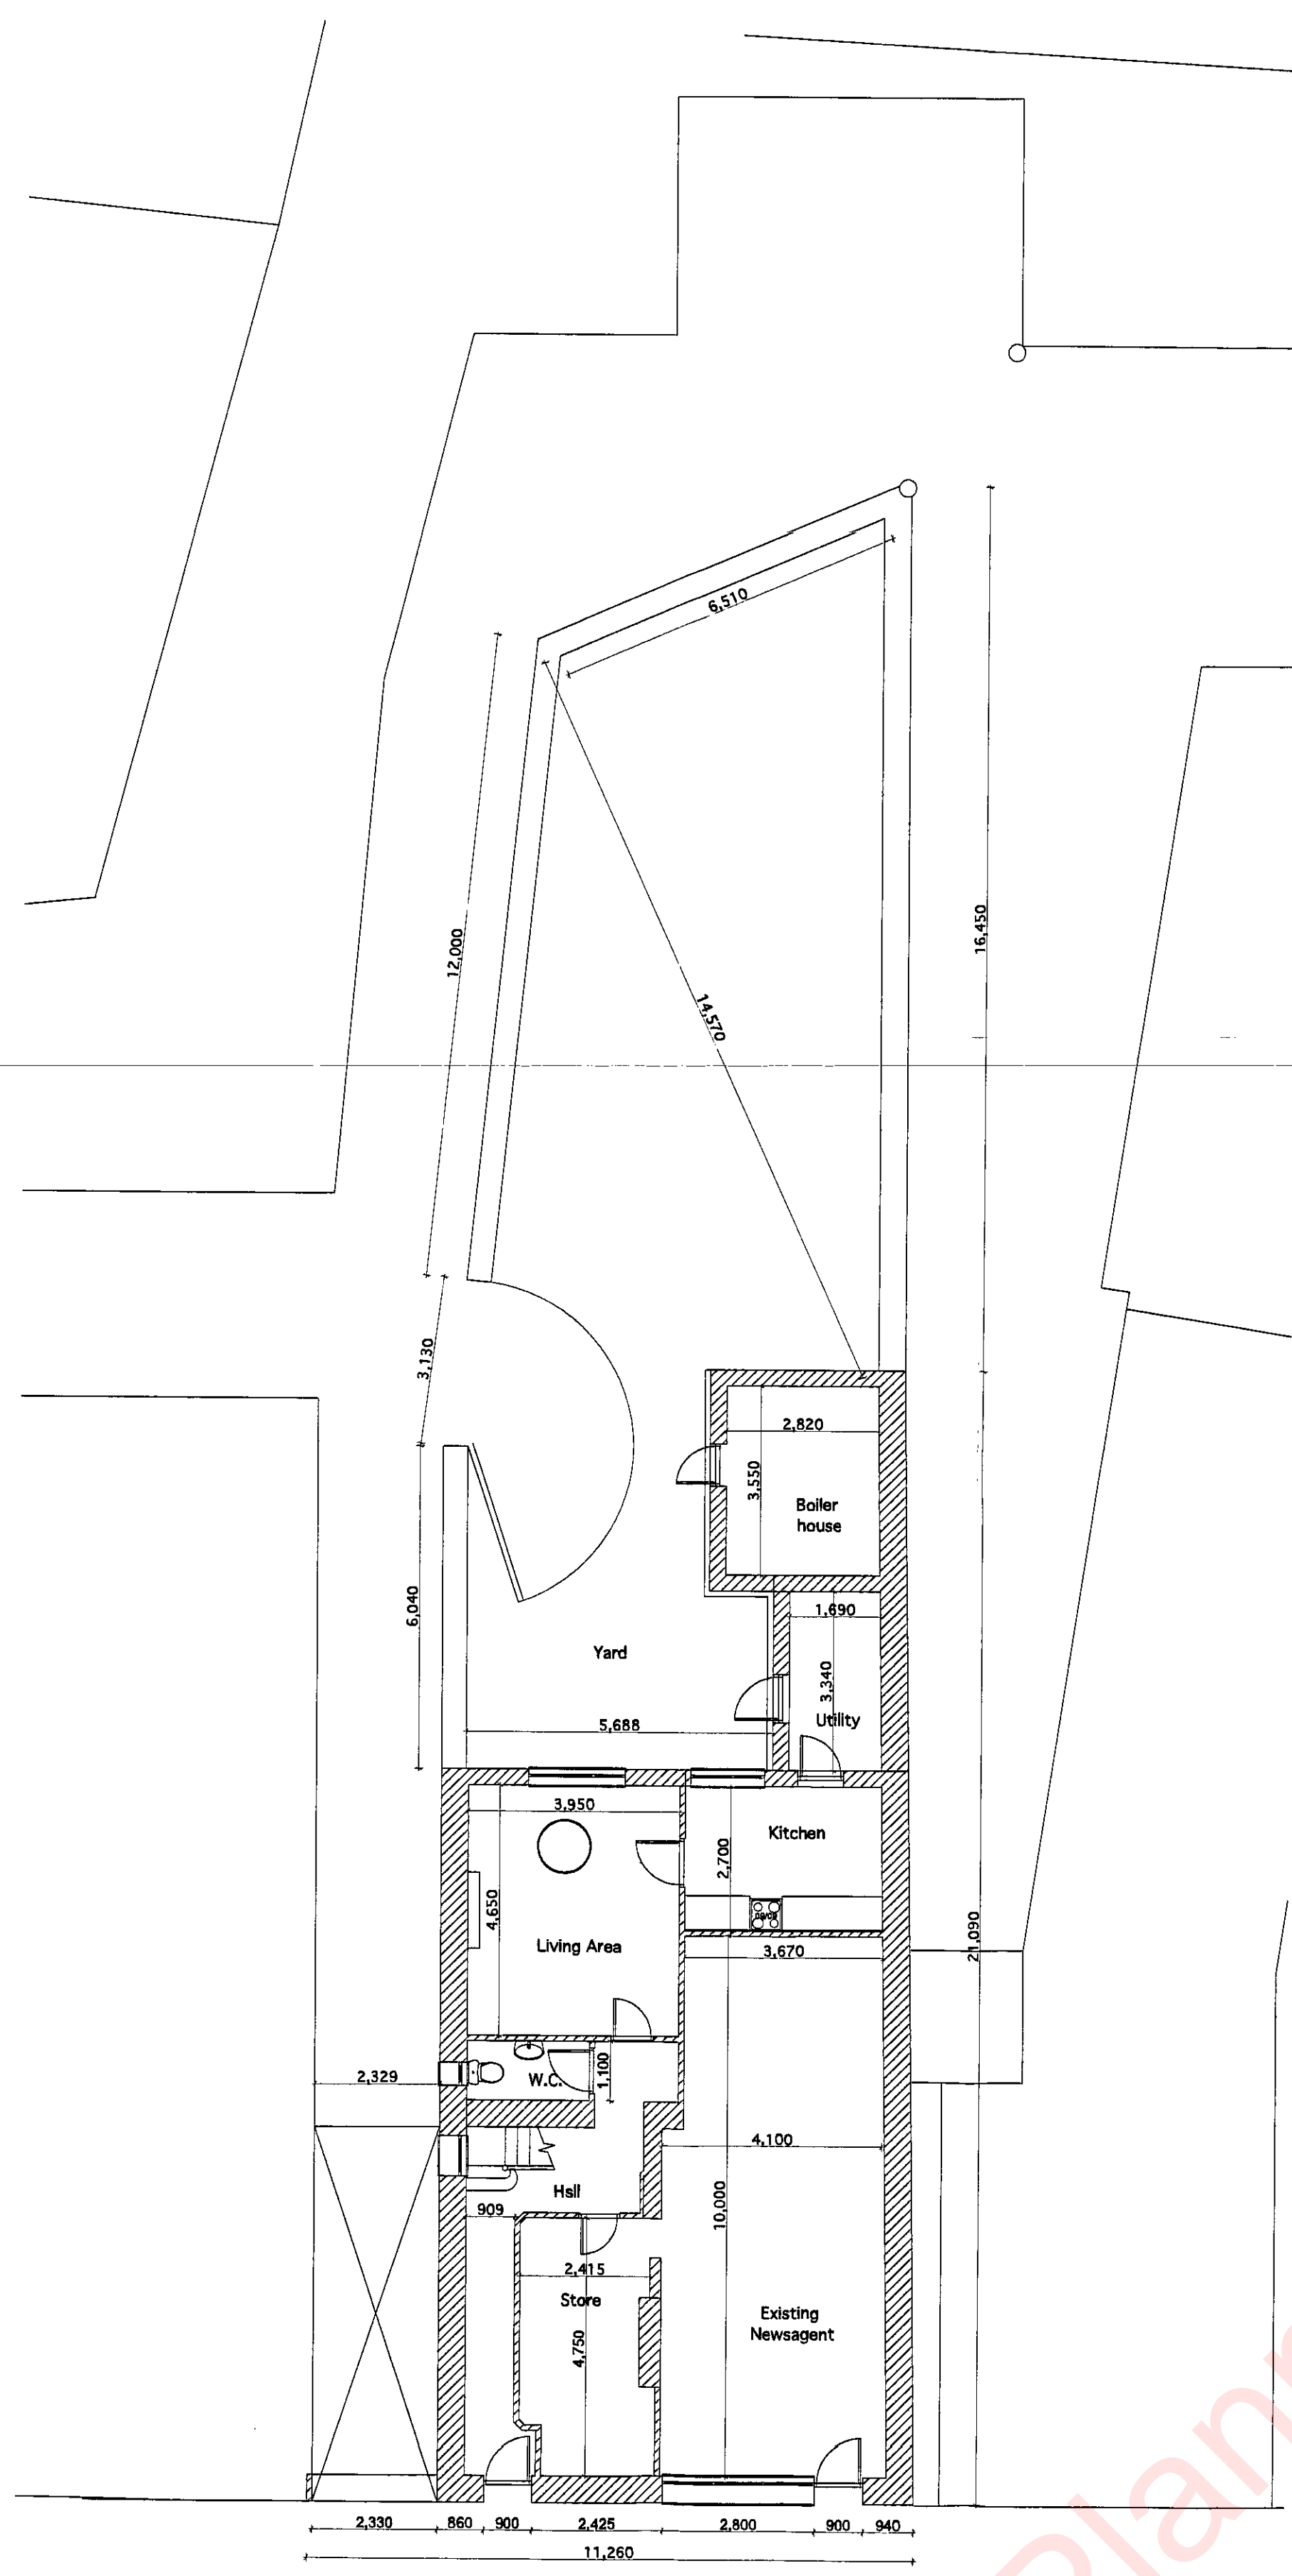 6,510
16,450
12,000
14,570
3,130
2,820
3,550
Boiler
house
1,690
6,040
Yard
3,340
Utility
5,688
3,950
Kitchen
2,700
4,650
Living Area
21,090
3,670
1,100
2,329
W.C.
4,100
Hall
10,000
909
2,415
Store
Existing
Newsagent
4,750
2,330 860 900 2,425 2,800 900 940
11,260
Plann